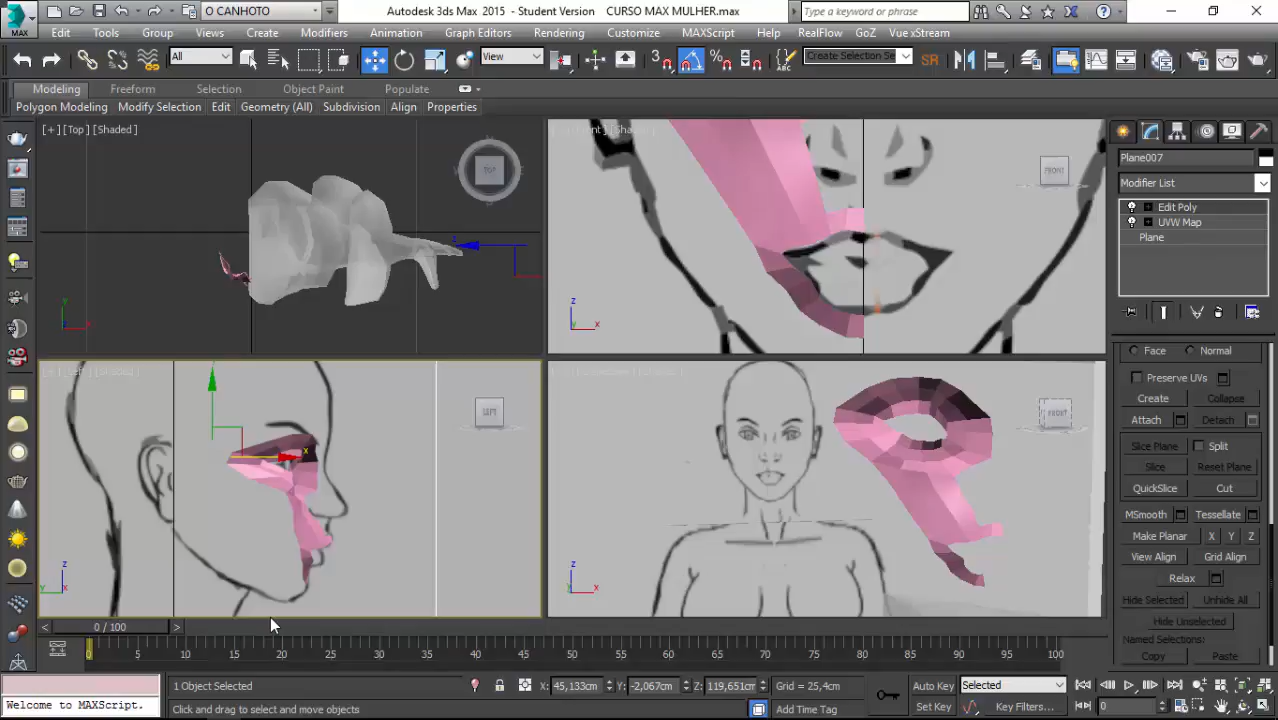 O CANHOTO
Autodesk 3ds Max 2015 - Student Version CURSO MAX MULHER.max
Type a keyword or phrase
MAX
Edit Tools Group Views Create Modifiers Animation Graph Editors Rendering Customize MAXScript Help RealFlow GoZ Vue xStream
All
View
3
Create Selection Se
SR
Modeling Freeform Selection Object Paint Populate
Polygon Modeling Modify Selection Edit Geometry (All) Subdivision Align Properties
[+] [Top] [Shaded]
TOP
FRONT
Plane007
Modifier List
Edit Poly
UVW Map
Plane
Face Normal
Preserve UVs
Create Collapse
Attach Detach
Slice Plane Split
Slice Reset Plane
QuickSlice Cut
MSmooth Tessellate
Make Planar X Y Z
View Align Grid Align
Relax
Hide Selected Unhide All
Hide Unselected
Named Selections:
Copy Paste
LEFT
FRONT
0 / 100
0 5 10 15 20 25 30 35 40 45 50 55 60 65 70 75 80 85 90 95 100
1 Object Selected X: 45,133cm Y: -2,067cm Z: 119,651cm Grid = 25,4cm Auto Key Selected
Welcome to MAXScript. Click and drag to select and move objects Add Time Tag Set Key Key Filters... 0